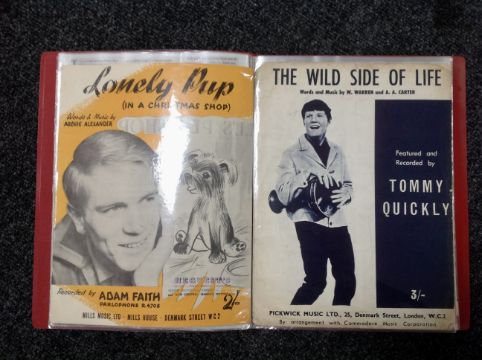 Lonely Pup
(IN A CHRISTMAS SHOP)
Words & Music by
ARCHIE ALEXANDER
Recorded by ADAM FAITH
PARLOPHONE R.4708
2/-
MILLS MUSIC LTD · MILLS HOUSE · DENMARK STREET W.C.2
THE WILD SIDE OF LIFE
Words and Music by W. WARREN and A. A. CARTER
Featured and
Recorded by
TOMMY
QUICKLY
3/-
PICKWICK MUSIC LTD., 25, Denmark Street, London, W.C.2
By arrangement with Commodore Music Corporation